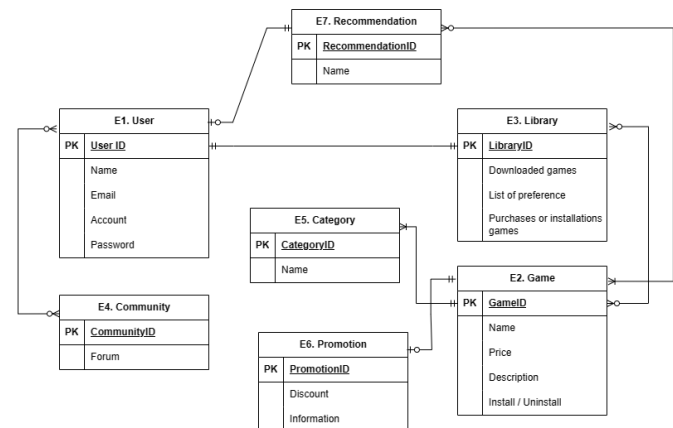 E7. Recommendation
PK RecommendationID
Name
E1. User
PK User ID
Name
Email
Account
Password
E3. Library
PK LibraryID
Downloaded games
List of preference
Purchases or installations
games
E5. Category
PK CategoryID
Name
E2. Game
PK GameID
Name
Price
Description
Install / Uninstall
E4. Community
PK CommunityID
Forum
E6. Promotion
PK PromotionID
Discount
Information